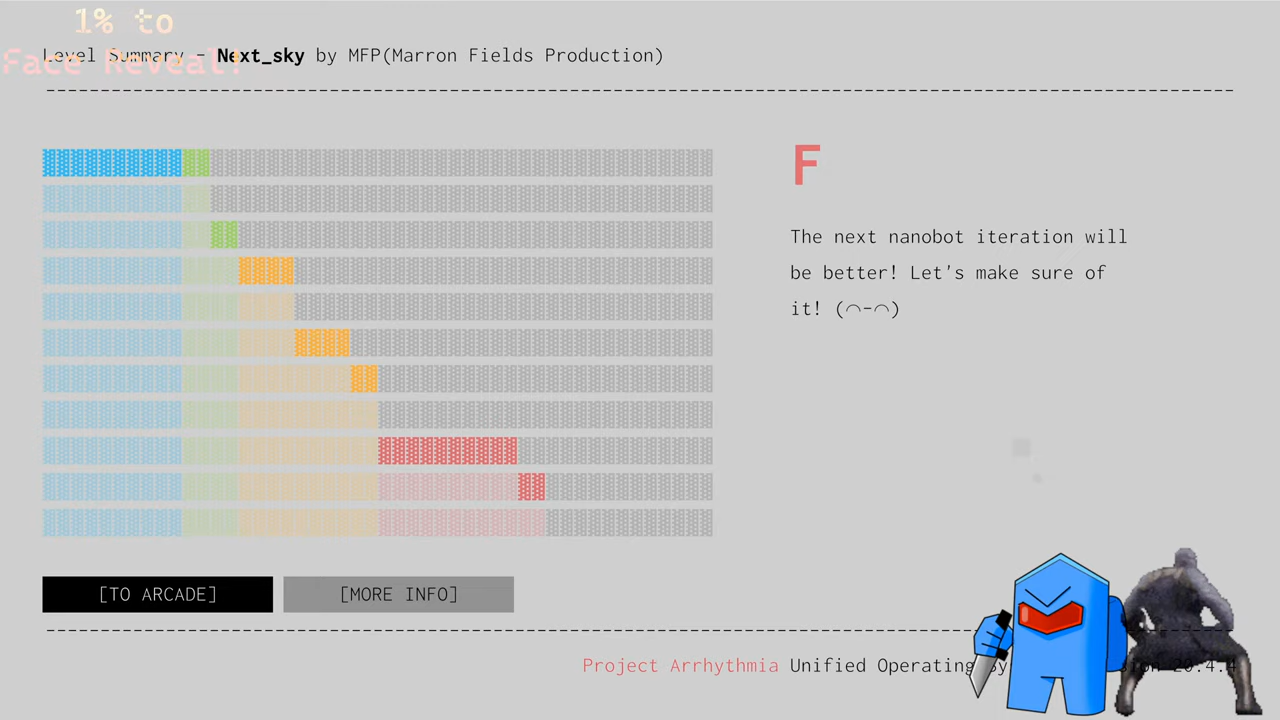 1% to
Face Reveal!
Level Summary - Next_sky by MFP(Marron Fields Production)
F
The next nanobot iteration will
be better! Let's make sure of
it! (⌒-⌒)
[TO ARCADE] [MORE INFO]
Project Arrhythmia Unified Operating